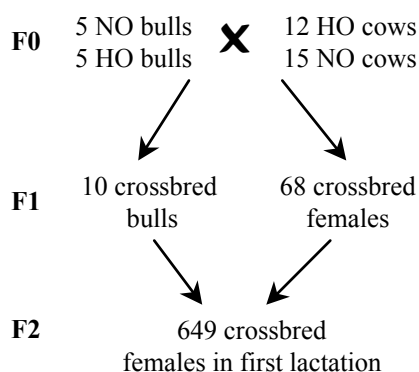 F0
5 NO bulls
5 HO bulls
X
12 HO cows
15 NO cows
F1
10 crossbred
bulls
68 crossbred
females
F2
649 crossbred
females in first lactation